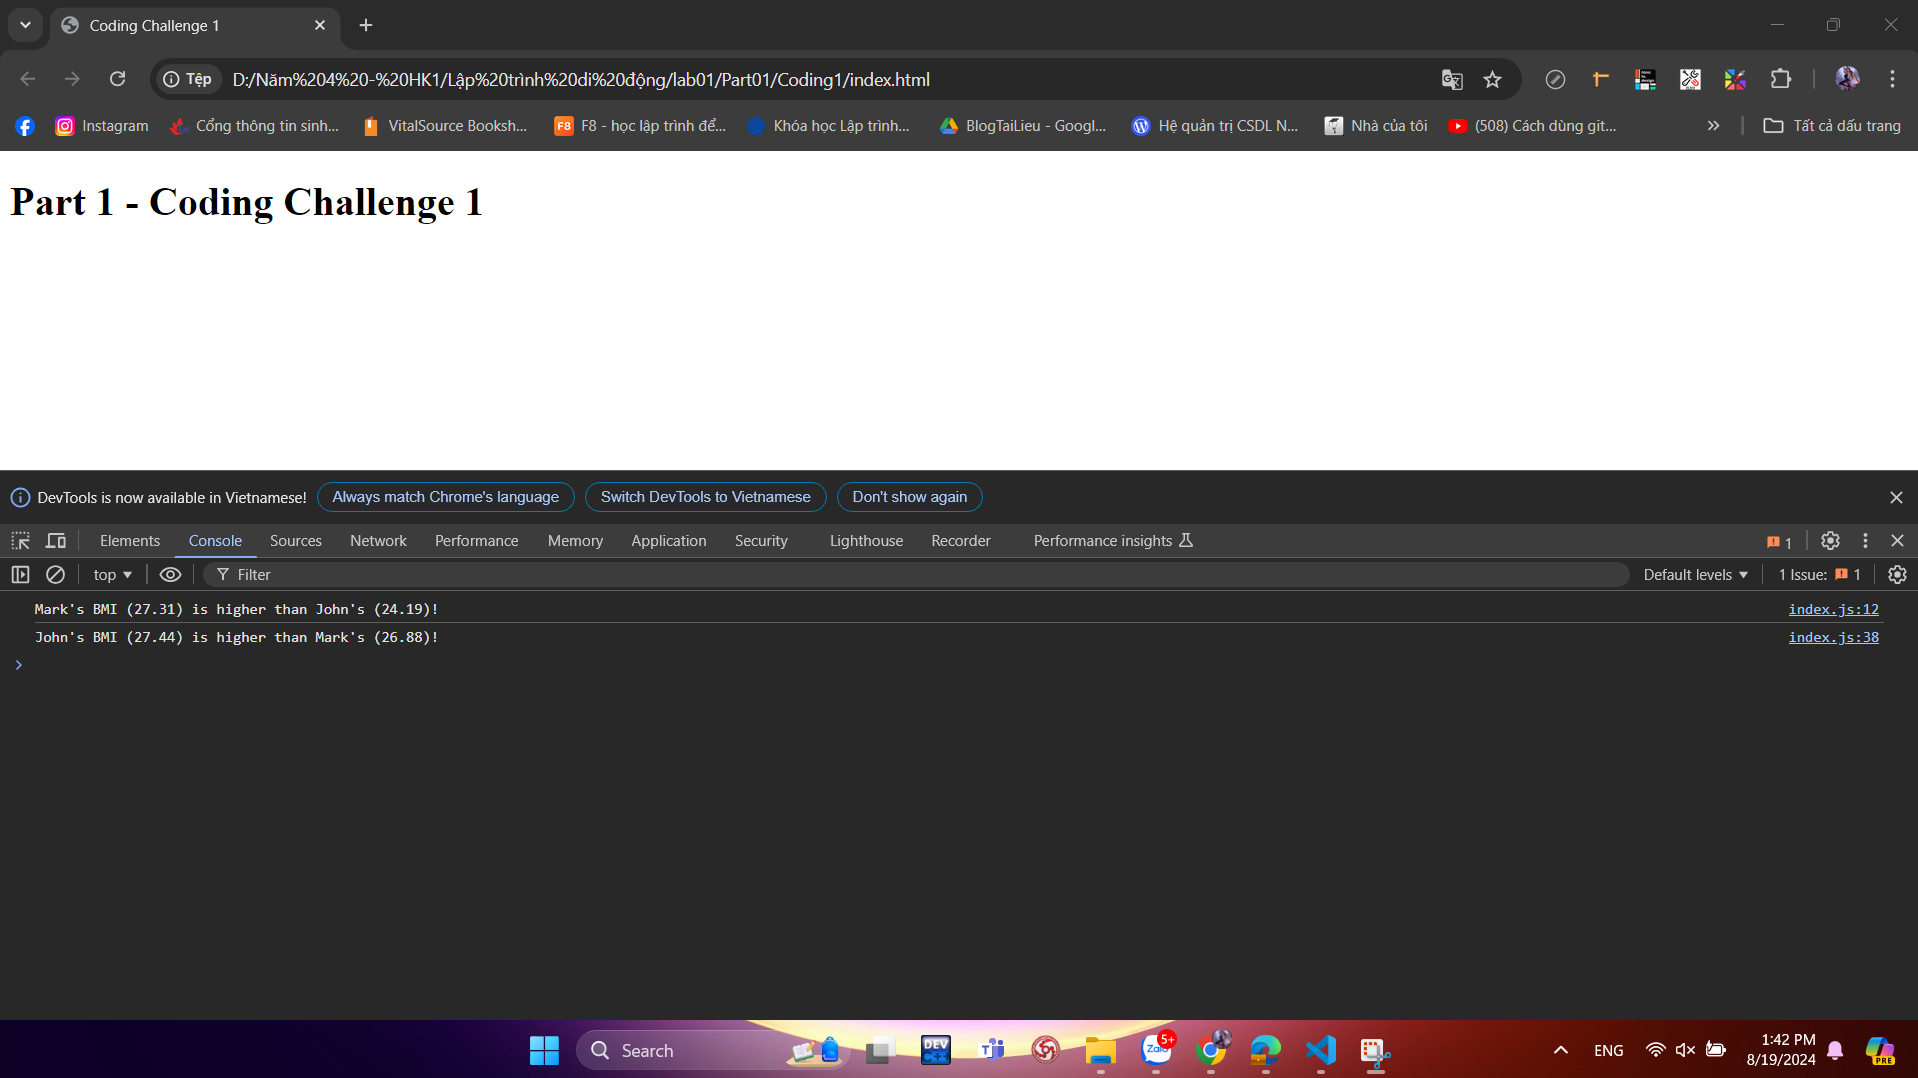 Coding Challenge 1
Tệp D:/Năm%204%20-%20HK1/Lập%20trình%20di%20động/lab01/Part01/Coding1/index.html
Instagram Cổng thông tin sinh... VitalSource Booksh... F8 F8 - học lập trình để... Khóa học Lập trình... BlogTaiLieu - Googl... Hệ quản trị CSDL N... Nhà của tôi (508) Cách dùng git... » Tất cả dấu trang
Part 1 - Coding Challenge 1
DevTools is now available in Vietnamese! Always match Chrome's language Switch DevTools to Vietnamese Don't show again
Elements Console Sources Network Performance Memory Application Security Lighthouse Recorder Performance insights 1
top Filter Default levels 1 Issue: 1
Mark's BMI (27.31) is higher than John's (24.19)! index.js:12
John's BMI (27.44) is higher than Mark's (26.88)! index.js:38
Search DEV Zalo 5+ ENG 1:42 PM
8/19/2024 PRE